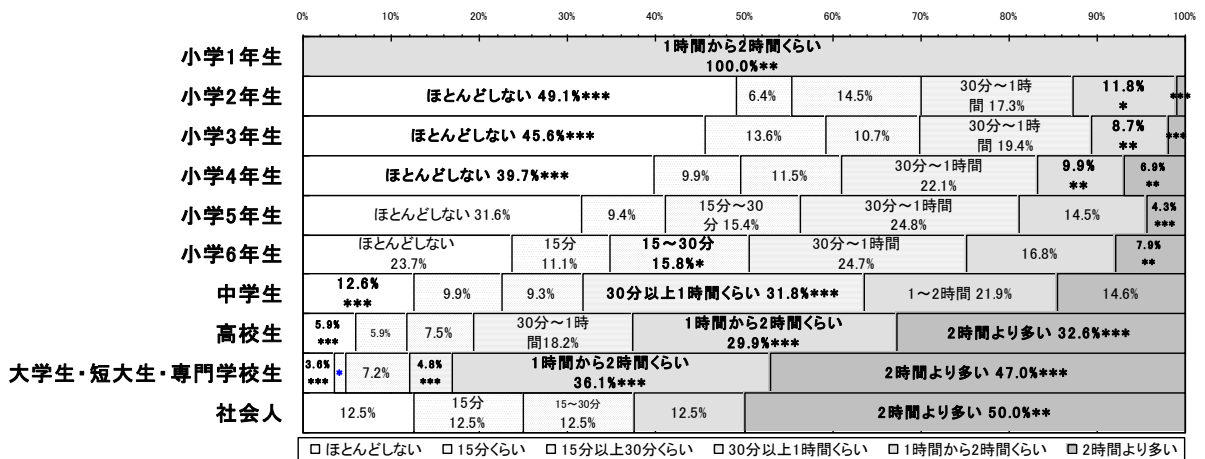 0% 10% 20% 30% 40% 50% 60% 70% 80% 90% 100%
小学1年生
1時間から2時間くらい
100.0%**
小学2年生
ほとんどしない 49.1%***
6.4%
14.5%
30分～1時
間 17.3%
11.8%
*
***
小学3年生
ほとんどしない 45.6%***
13.6%
10.7%
30分～1時
間 19.4%
8.7%
**
***
小学4年生
ほとんどしない 39.7%***
9.9%
11.5%
30分～1時間
22.1%
9.9%
**
6.9%
**
小学5年生
ほとんどしない 31.6%
9.4%
15分～30
分 15.4%
30分～1時間
24.8%
14.5%
4.3%
***
小学6年生
ほとんどしない
23.7%
15分
11.1%
15～30分
15.8%*
30分～1時間
24.7%
16.8%
7.9%
**
中学生
12.6%
***
9.9%
9.3%
30分以上1時間くらい 31.8%***
1～2時間 21.9%
14.6%
高校生
5.9%
***
5.9%
7.5%
30分～1時
間18.2%
1時間から2時間くらい
29.9%***
2時間より多い 32.6%***
大学生・短大生・専門学校生
3.6%
***
*
7.2%
4.8%
***
1時間から2時間くらい
36.1%***
2時間より多い 47.0%***
社会人
12.5%
15分
12.5%
15～30分
12.5%
12.5%
2時間より多い 50.0%**
ほとんどしない 15分くらい 15分以上30分くらい 30分以上1時間くらい 1時間から2時間くらい 2時間より多い